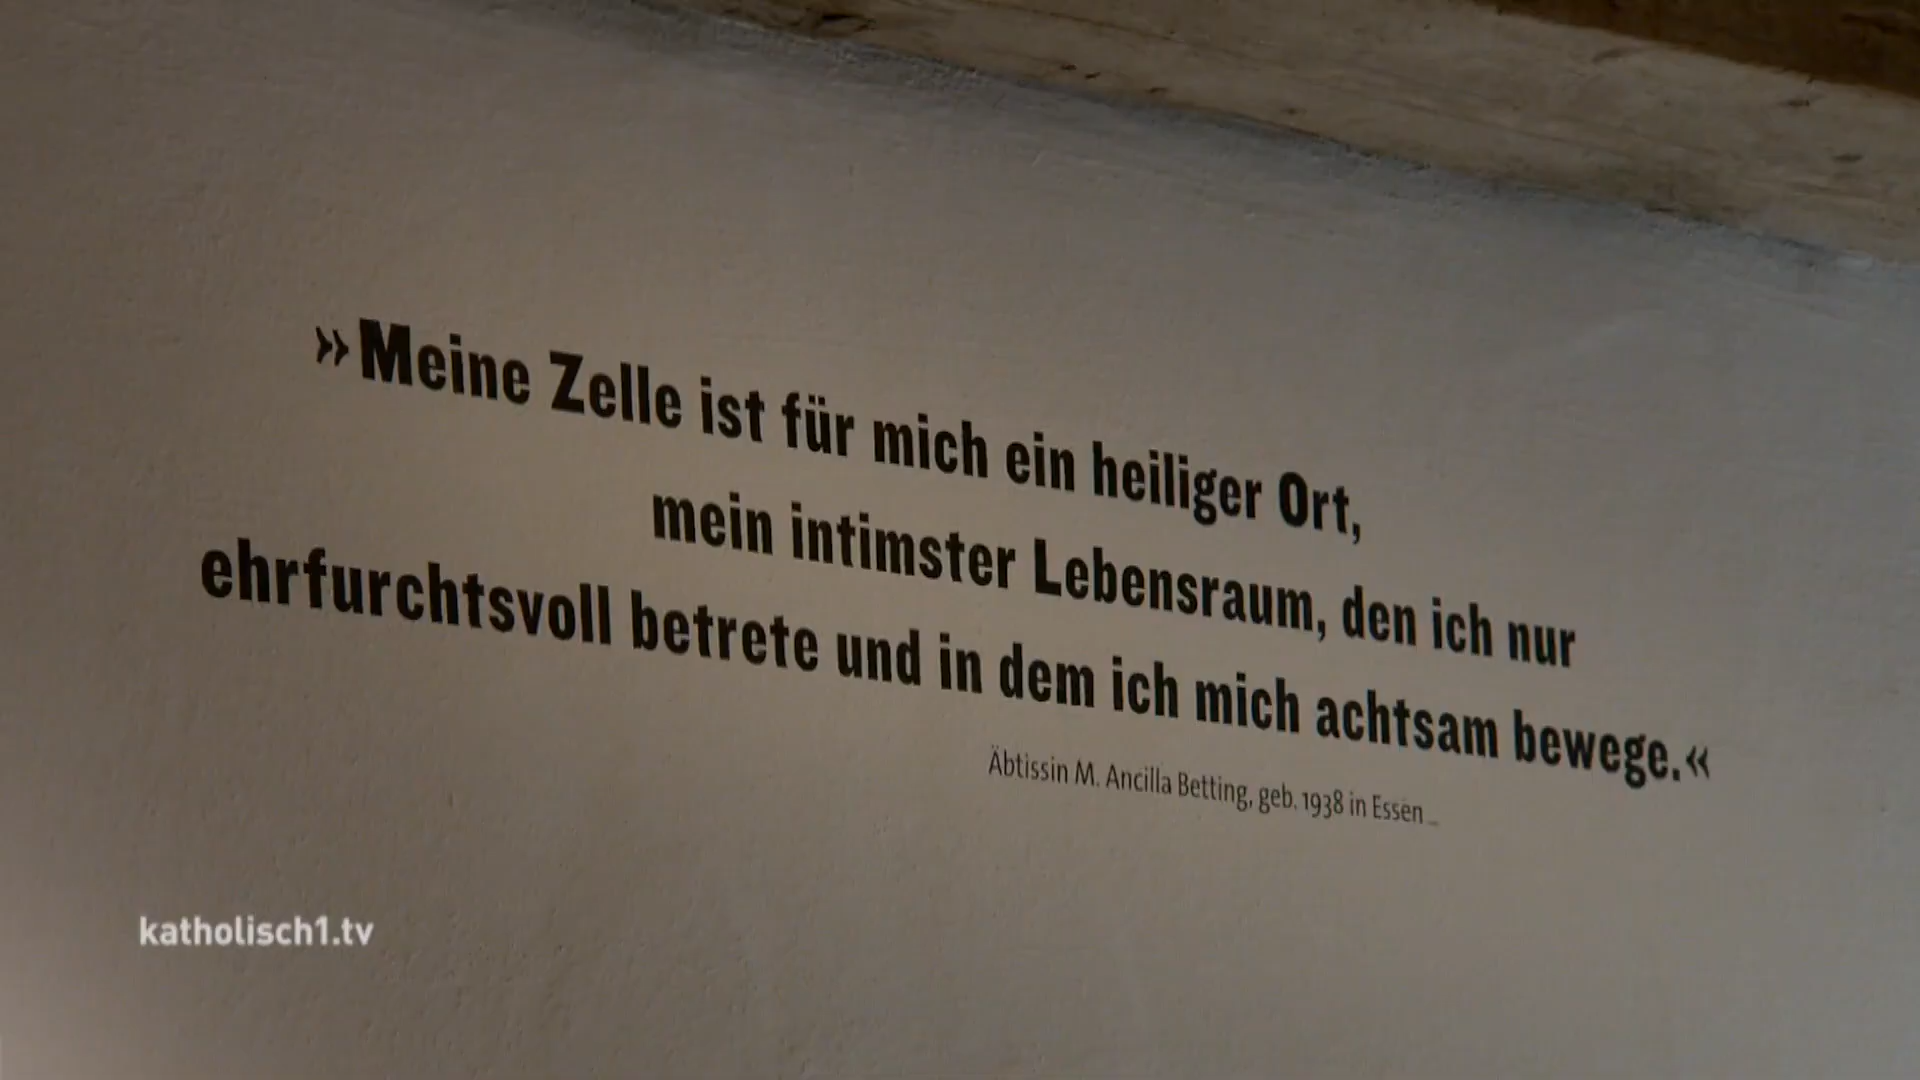 »Meine Zelle ist für mich ein heiliger Ort,
mein intimster Lebensraum, den ich nur
ehrfurchtsvoll betrete und in dem ich mich achtsam bewege.«
Äbtissin M. Ancilla Betting, geb. 1938 in Essen
katholisch1.tv